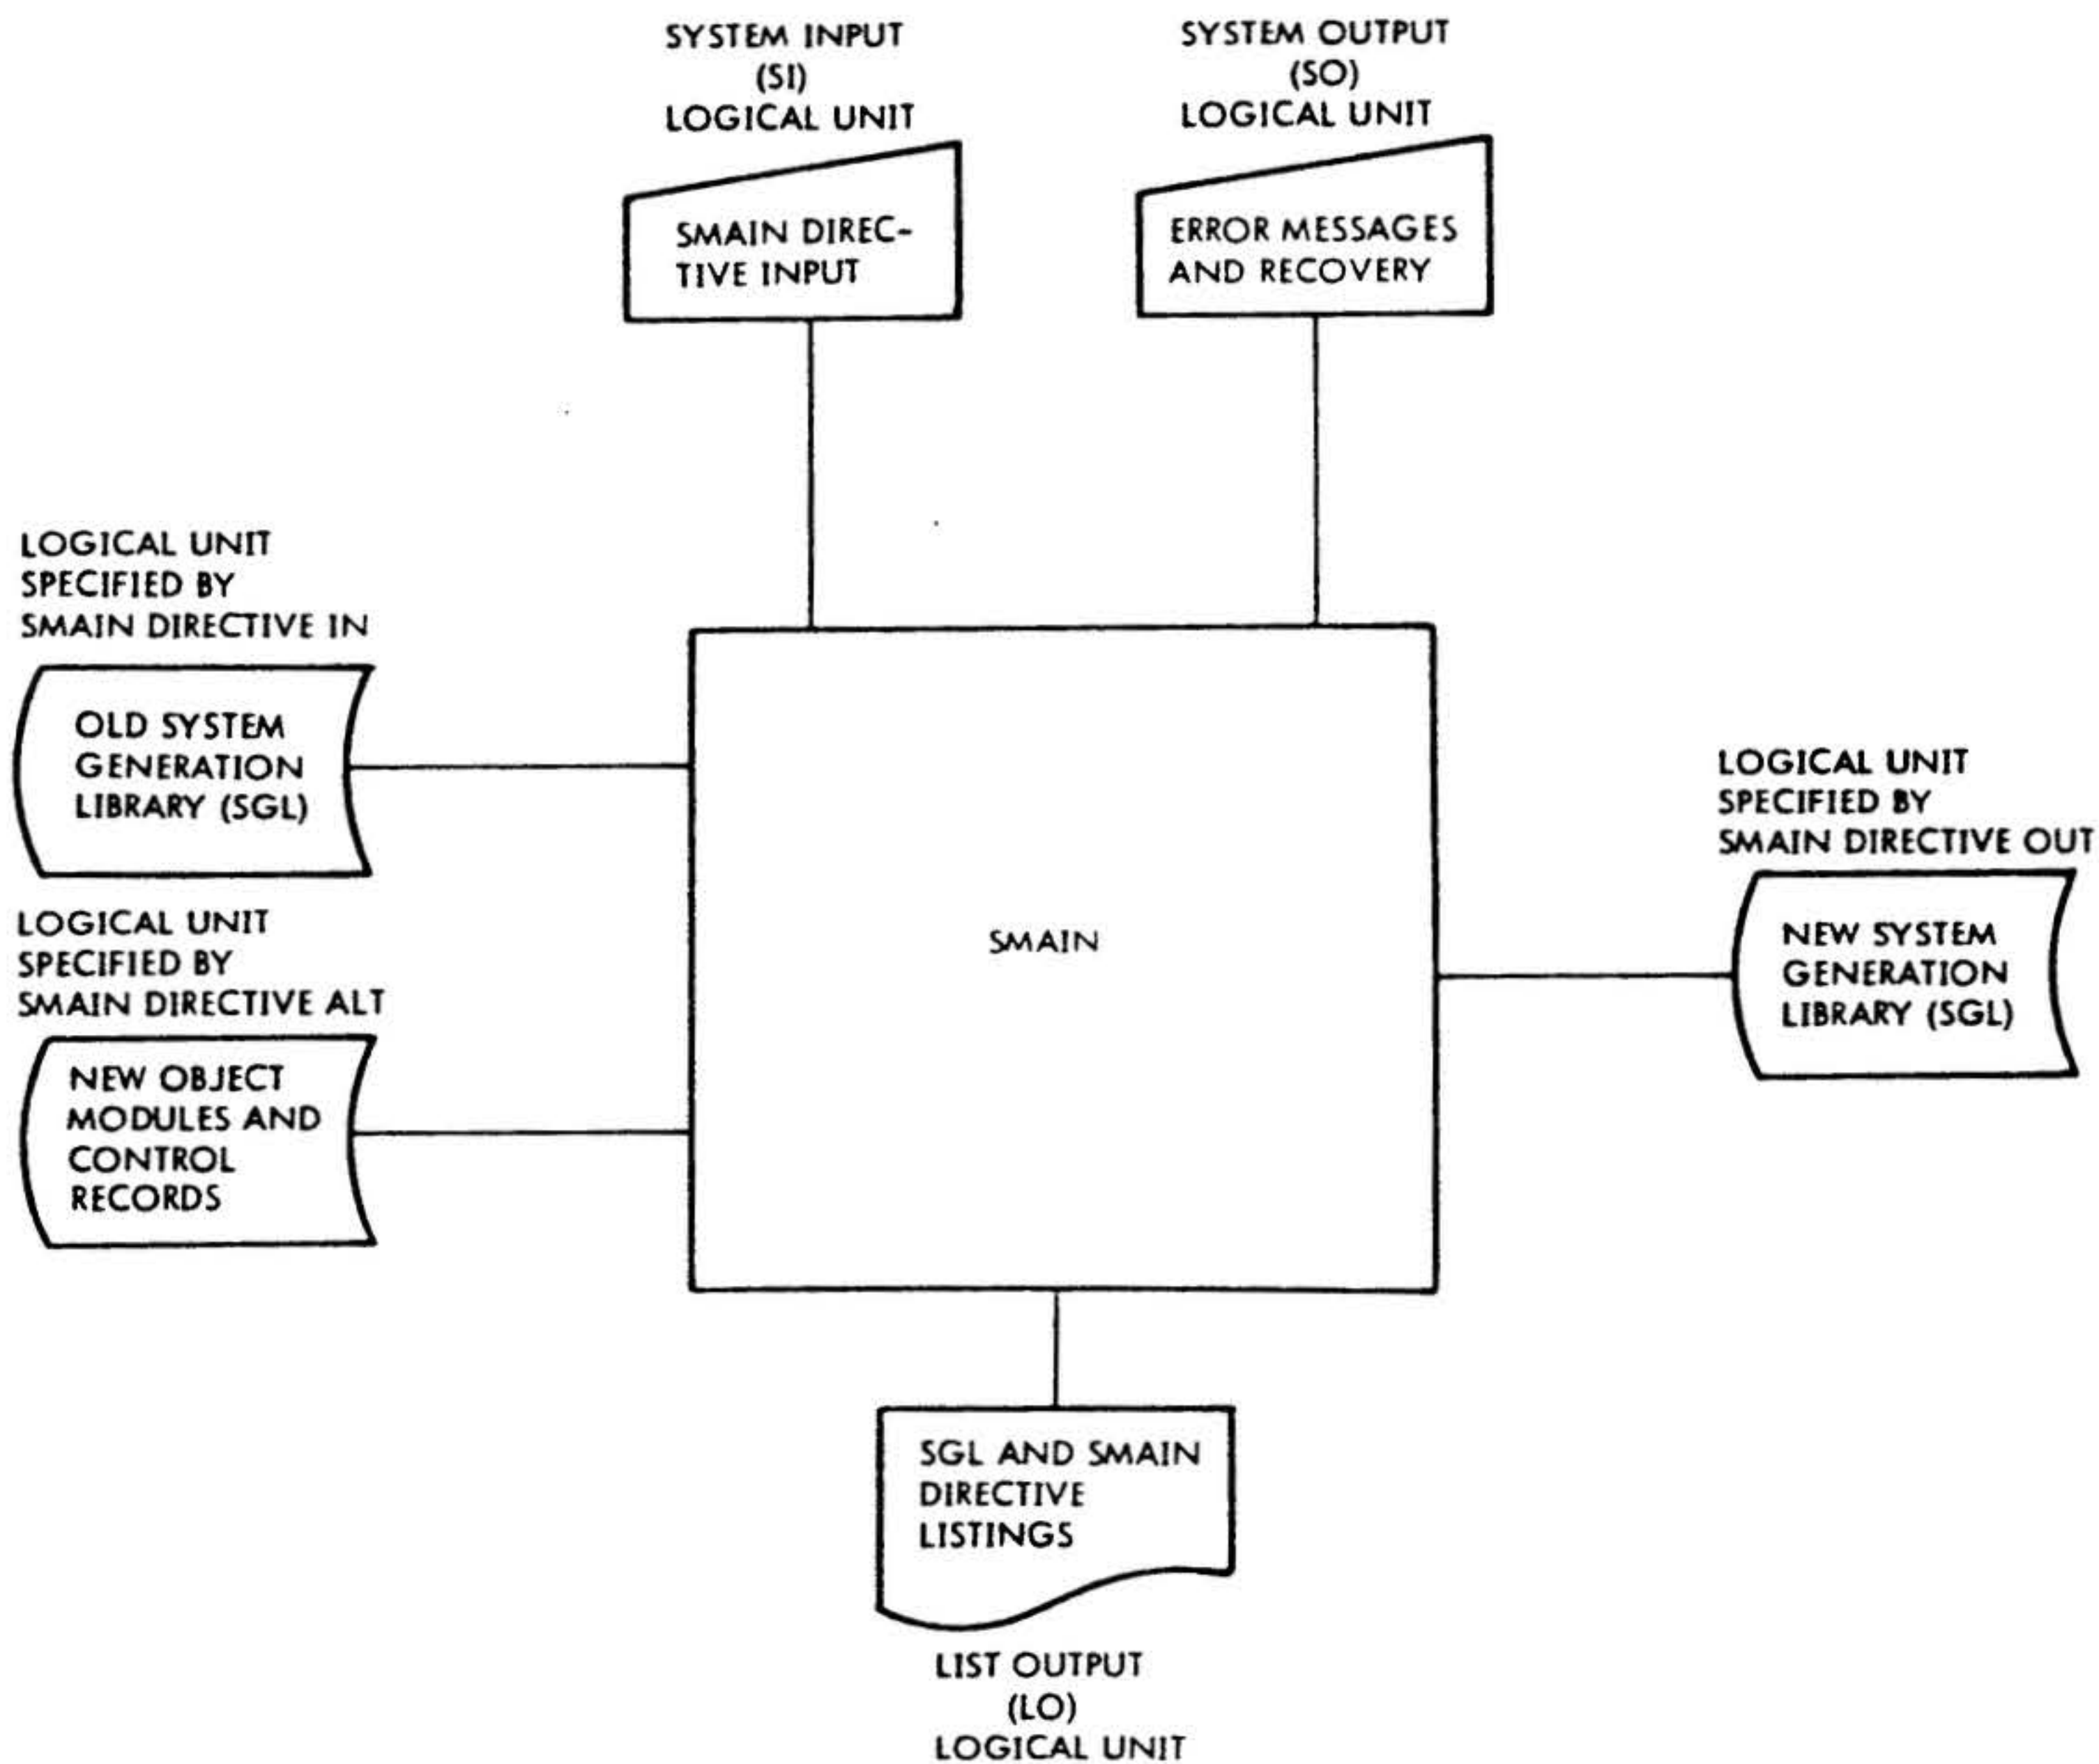 SYSTEM INPUT
(SI)
LOGICAL UNIT
SMAIN DIREC-
TIVE INPUT
SYSTEM OUTPUT
(SO)
LOGICAL UNIT
ERROR MESSAGES
AND RECOVERY
LOGICAL UNIT
SPECIFIED BY
SMAIN DIRECTIVE IN
OLD SYSTEM
GENERATION
LIBRARY (SGL)
LOGICAL UNIT
SPECIFIED BY
SMAIN DIRECTIVE ALT
NEW OBJECT
MODULES AND
CONTROL
RECORDS
SMAIN
LOGICAL UNIT
SPECIFIED BY
SMAIN DIRECTIVE OUT
NEW SYSTEM
GENERATION
LIBRARY (SGL)
SGL AND SMAIN
DIRECTIVE
LISTINGS
LIST OUTPUT
(LO)
LOGICAL UNIT